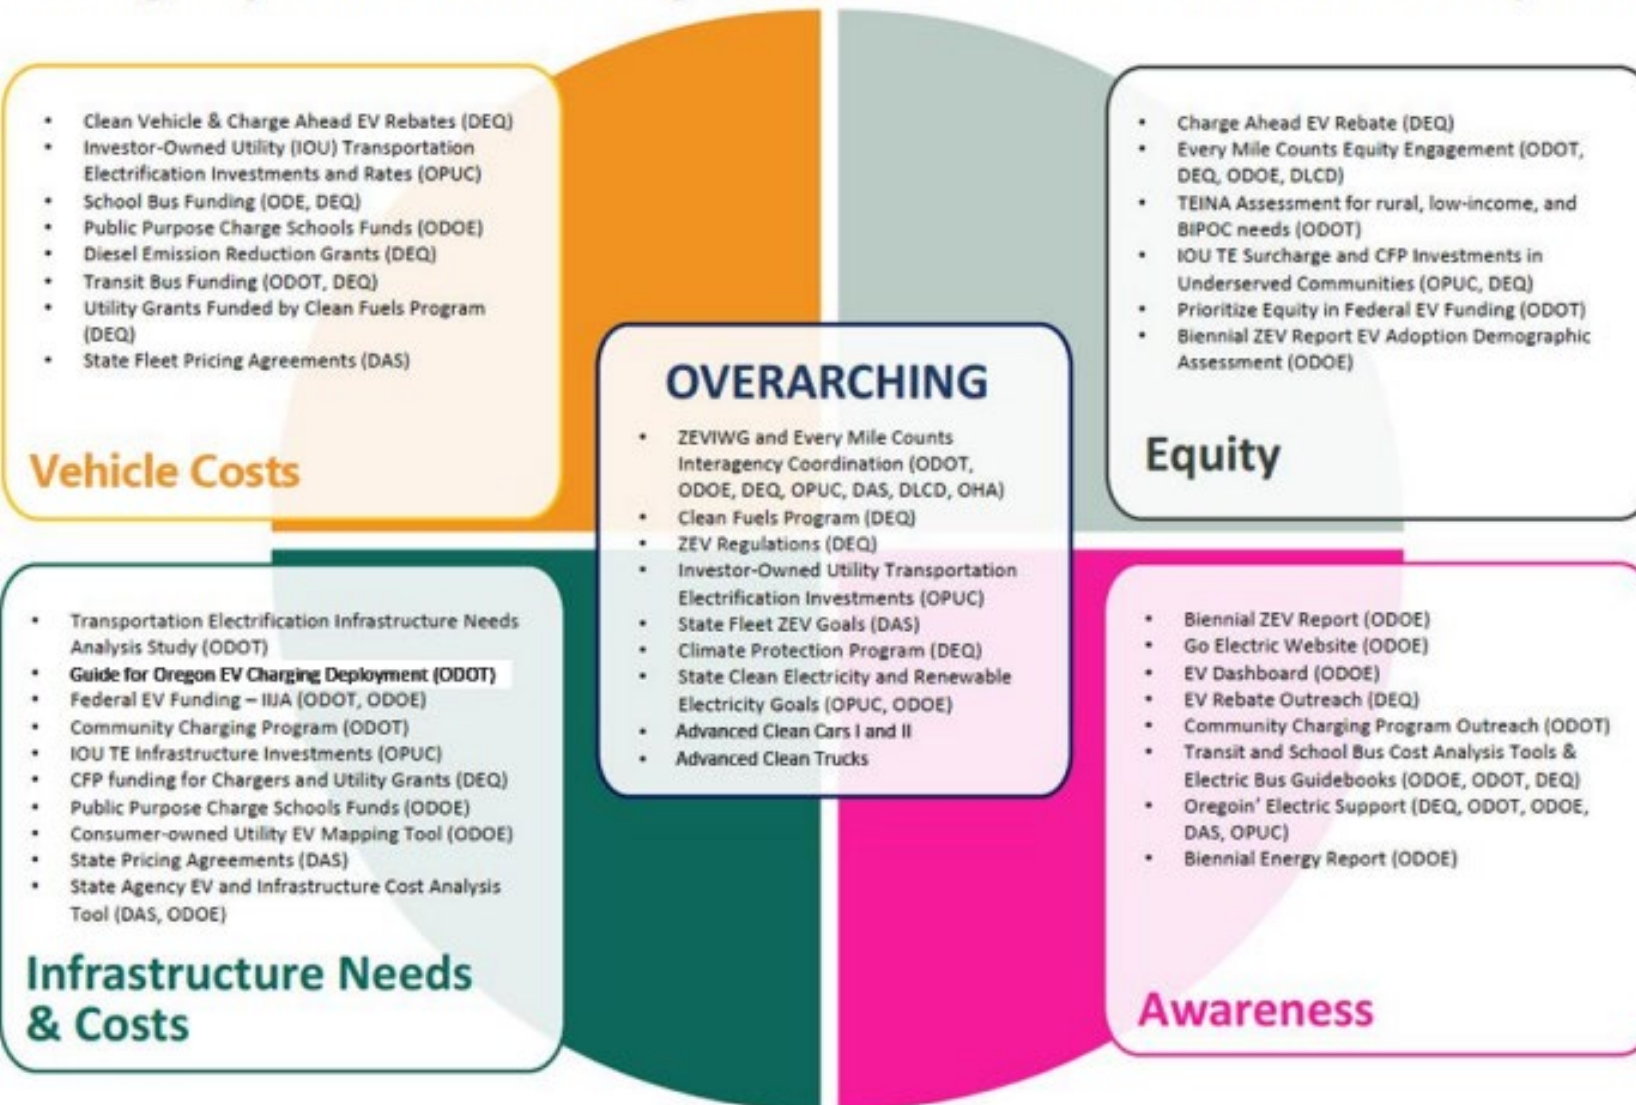 • Clean Vehicle & Charge Ahead EV Rebates (DEQ)
• Investor-Owned Utility (IOU) Transportation
Electrification Investments and Rates (OPUC)
• School Bus Funding (ODE, DEQ)
• Public Purpose Charge Schools Funds (ODOE)
• Diesel Emission Reduction Grants (DEQ)
• Transit Bus Funding (ODOT, DEQ)
• Utility Grants Funded by Clean Fuels Program
(DEQ)
• State Fleet Pricing Agreements (DAS)
Vehicle Costs
• Charge Ahead EV Rebate (DEQ)
• Every Mile Counts Equity Engagement (ODOT,
DEQ, ODOE, DLCD)
• TEINA Assessment for rural, low-income, and
BIPOC needs (ODOT)
• IOU TE Surcharge and CFP Investments in
Underserved Communities (OPUC, DEQ)
• Prioritize Equity in Federal EV Funding (ODOT)
• Biennial ZEV Report EV Adoption Demographic
Assessment (ODOE)
Equity
OVERARCHING
• ZEVIWG and Every Mile Counts
Interagency Coordination (ODOT,
ODOE, DEQ, OPUC, DAS, DLCD, OHA)
• Clean Fuels Program (DEQ)
• ZEV Regulations (DEQ)
• Investor-Owned Utility Transportation
Electrification Investments (OPUC)
• State Fleet ZEV Goals (DAS)
• Climate Protection Program (DEQ)
• State Clean Electricity and Renewable
Electricity Goals (OPUC, ODOE)
• Advanced Clean Cars I and II
• Advanced Clean Trucks
• Transportation Electrification Infrastructure Needs
Analysis Study (ODOT)
• Guide for Oregon EV Charging Deployment (ODOT)
• Federal EV Funding – IIJA (ODOT, ODOE)
• Community Charging Program (ODOT)
• IOU TE Infrastructure Investments (OPUC)
• CFP funding for Chargers and Utility Grants (DEQ)
• Public Purpose Charge Schools Funds (ODOE)
• Consumer-owned Utility EV Mapping Tool (ODOE)
• State Pricing Agreements (DAS)
• State Agency EV and Infrastructure Cost Analysis
Tool (DAS, ODOE)
Infrastructure Needs
& Costs
• Biennial ZEV Report (ODOE)
• Go Electric Website (ODOE)
• EV Dashboard (ODOE)
• EV Rebate Outreach (DEQ)
• Community Charging Program Outreach (ODOT)
• Transit and School Bus Cost Analysis Tools &
Electric Bus Guidebooks (ODOE, ODOT, DEQ)
• Oregoin' Electric Support (DEQ, ODOT, ODOE,
DAS, OPUC)
• Biennial Energy Report (ODOE)
Awareness